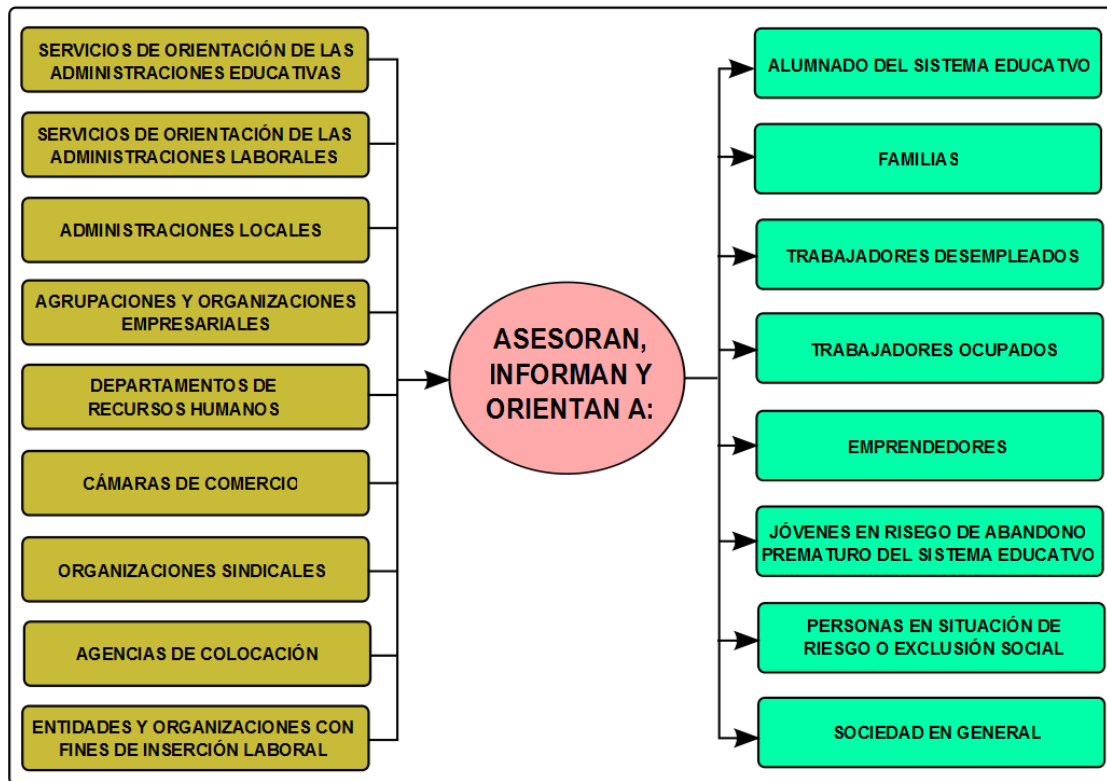 SERVICIOS DE ORIENTACIÓN DE LAS
ADMINISTRACIONES EDUCATIVAS
SERVICIOS DE ORIENTACIÓN DE LAS
ADMINISTRACIONES LABORALES
ADMINISTRACIONES LOCALES
AGRUPACIONES Y ORGANIZACIONES
EMPRESARIALES
DEPARTAMENTOS DE
RECURSOS HUMANOS
CÁMARAS DE COMERCIO
ORGANIZACIONES SINDICALES
AGENCIAS DE COLOCACIÓN
ENTIDADES Y ORGANIZACIONES CON
FINES DE INSERCIÓN LABORAL
ASESORAN,
INFORMAN Y
ORIENTAN A:
ALUMNADO DEL SISTEMA EDUCATVO
FAMILIAS
TRABAJADORES DESEMPLEADOS
TRABAJADORES OCUPADOS
EMPRENDEDORES
JÓVENES EN RISEGO DE ABANDONO
PREMATURO DEL SISTEMA EDUCATVO
PERSONAS EN SITUACIÓN DE
RIESGO O EXCLUSIÓN SOCIAL
SOCIEDAD EN GENERAL